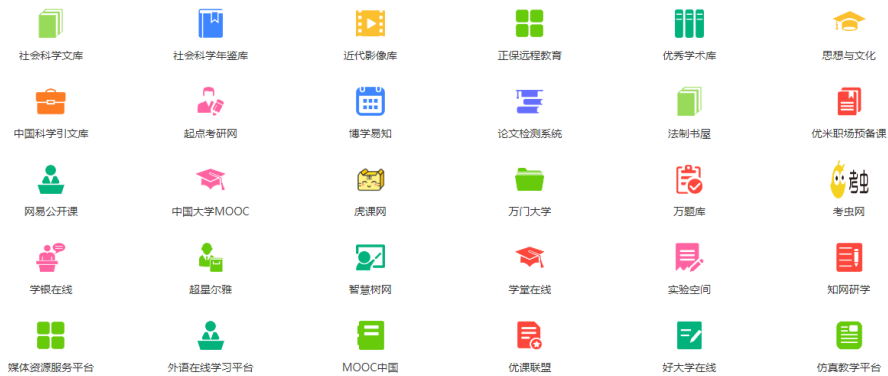 社会科学文库
社会科学年鉴库
近代影像库
正保远程教育
优秀学术库
思想与文化
中国科学引文库
起点考研网
博学易知
论文检测系统
法制书屋
优米职场预备课
网易公开课
中国大学MOOC
虎课网
万门大学
万题库
考虫
考虫网
学银在线
超星尔雅
智慧树网
学堂在线
实验空间
知网研学
媒体资源服务平台
外语在线学习平台
MOOC中国
优课联盟
好大学在线
仿真教学平台